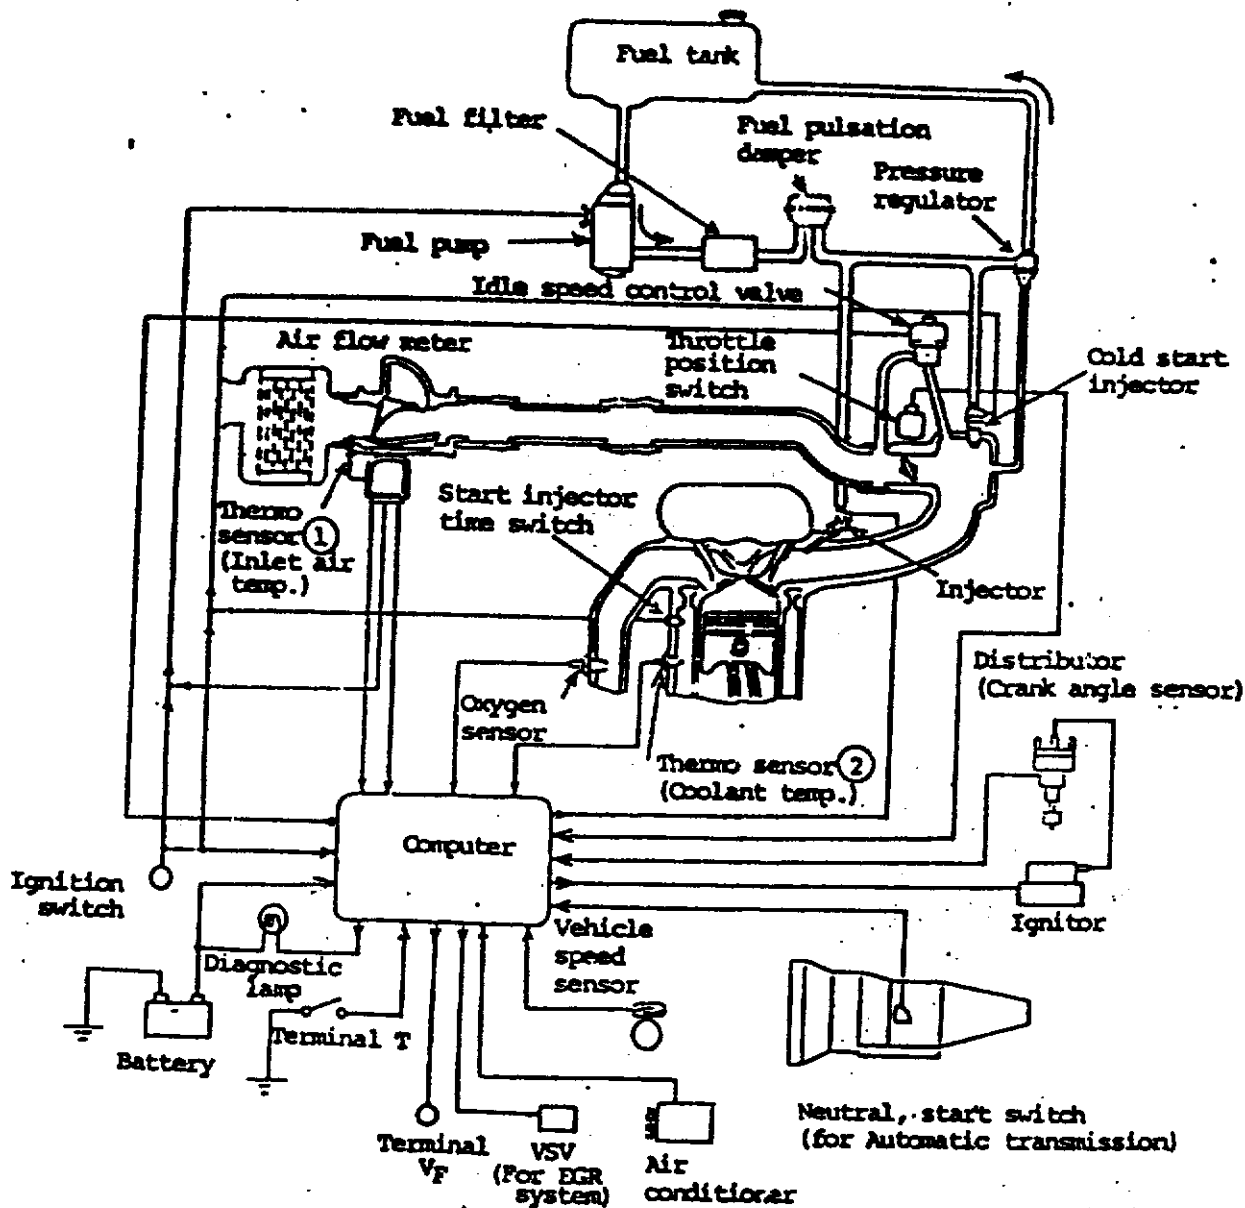 Fuel tank
Fuel filter
Fuel pulsation
damper
Pressure
regulator
Fuel pump
Idle speed control valve
Air flow meter
Throttle
position
switch
Cold start
injector
Thermo
sensor 1
(Inlet air
temp.)
Start injector
time switch
Injector
Oxygen
sensor
Distributor
(Crank angle sensor)
Thermo sensor 2
(Coolant temp.)
Computer
Ignition
switch
Ignitor
Diagnostic
lamp
Vehicle
speed
sensor
Battery
Terminal T
Terminal
VF
VSV
(For EGR
system)
Air
conditioner
Neutral, start switch
(for Automatic transmission)